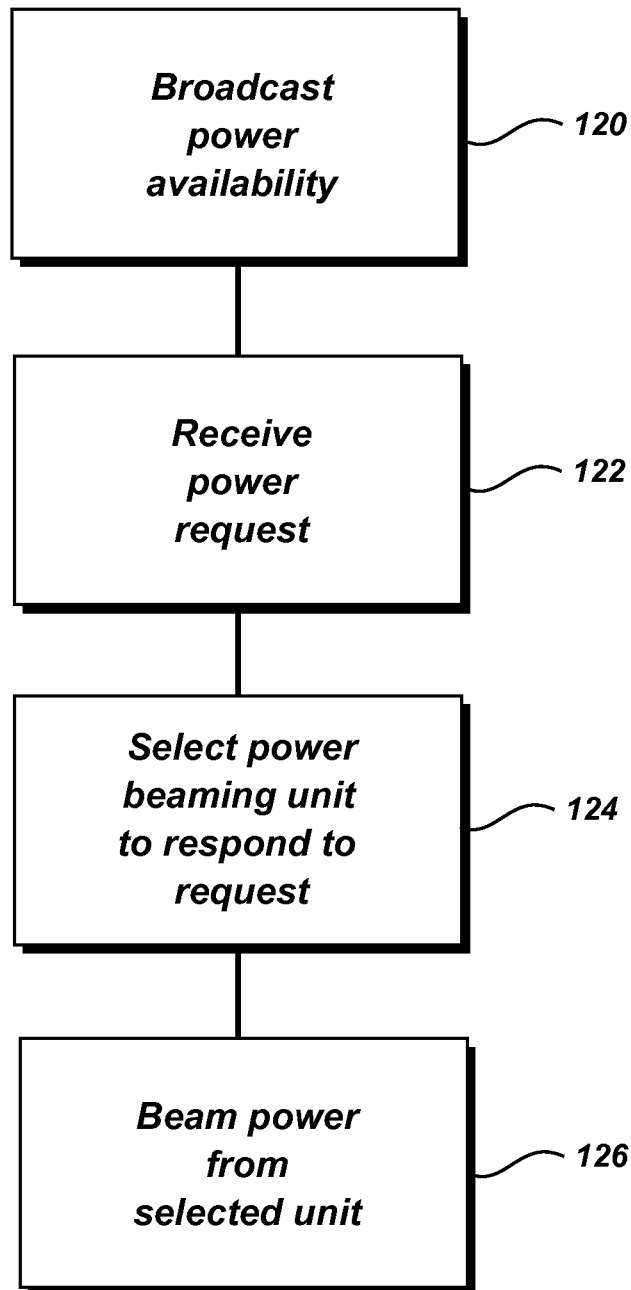 Broadcast
power
availability
120
Receive
power
request
122
Select power
beaming unit
to respond to
request
124
Beam power
from
selected unit
126